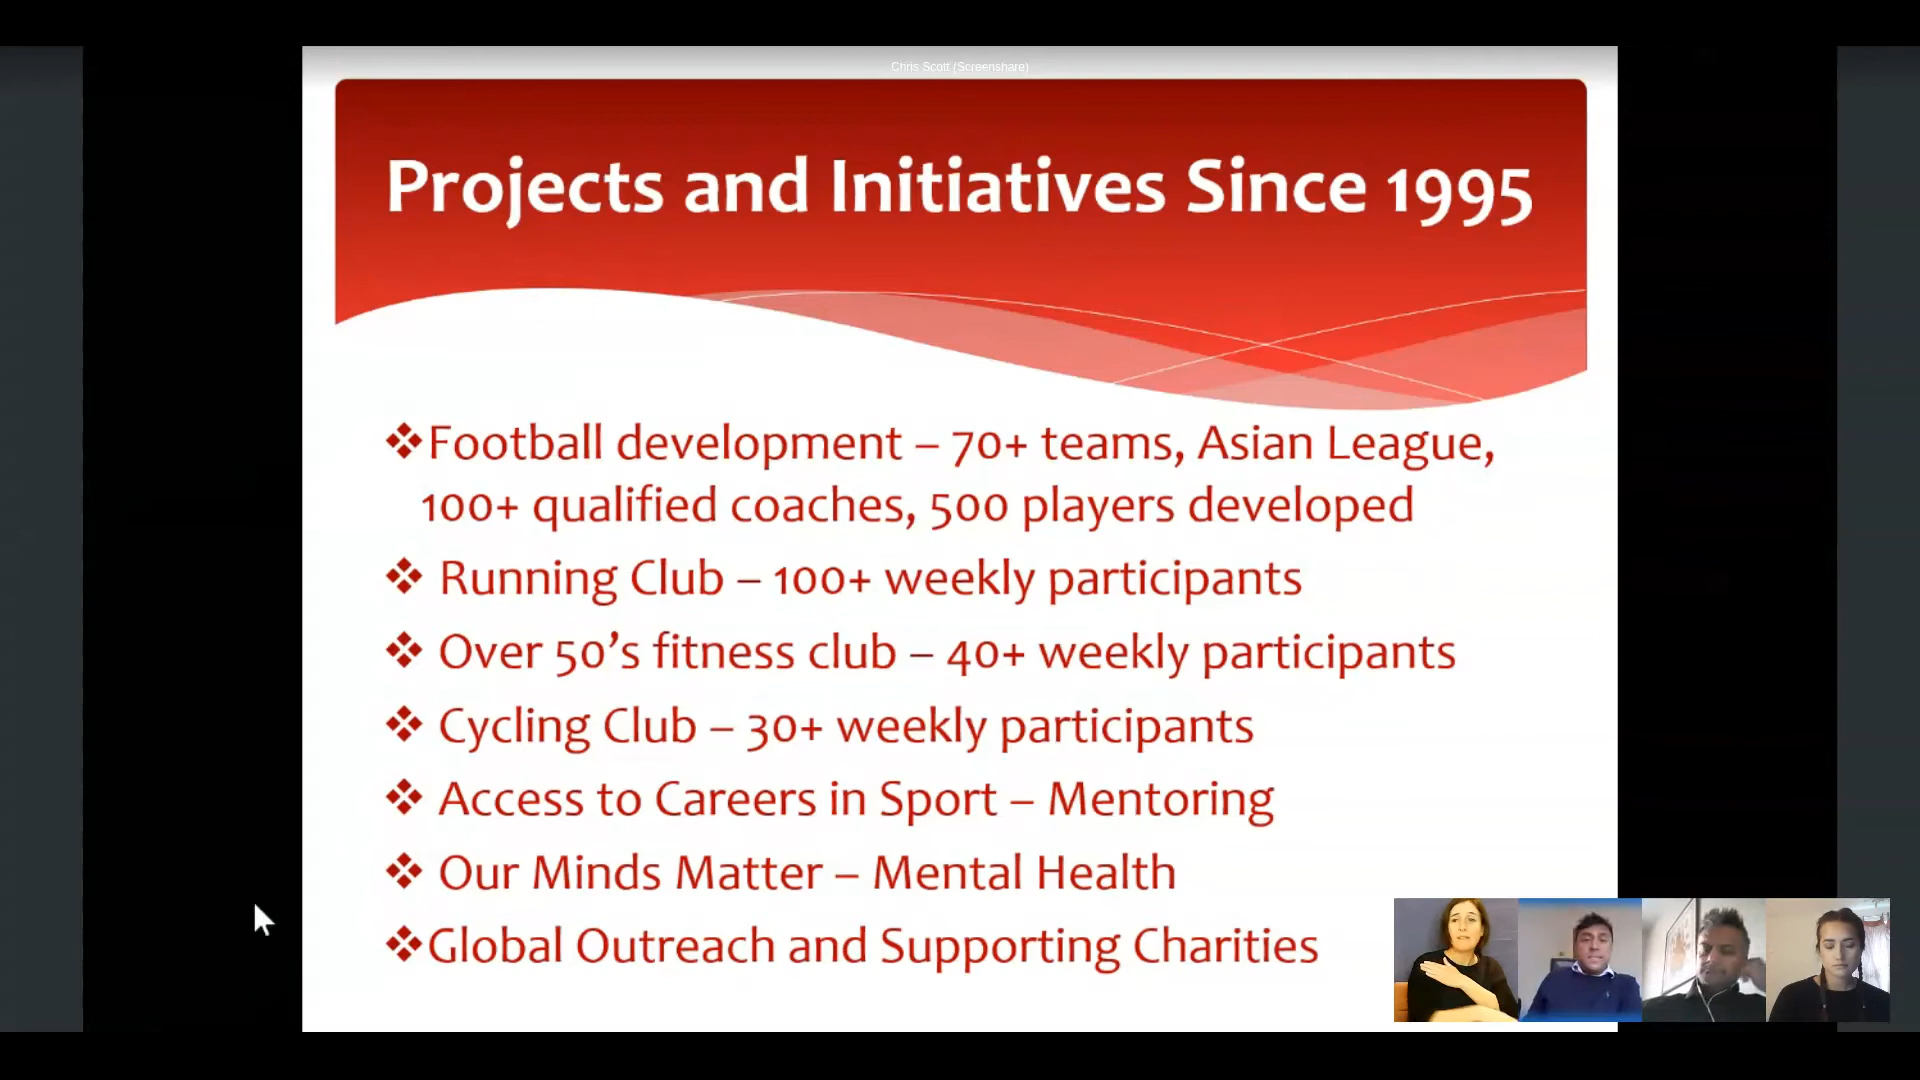 Chris Scott (Screenshare)
Projects and Initiatives Since 1995
❖Football development – 70+ teams, Asian League,
100+ qualified coaches, 500 players developed
❖ Running Club – 100+ weekly participants
❖ Over 50’s fitness club – 40+ weekly participants
❖ Cycling Club – 30+ weekly participants
❖ Access to Careers in Sport – Mentoring
❖ Our Minds Matter – Mental Health
❖Global Outreach and Supporting Charities